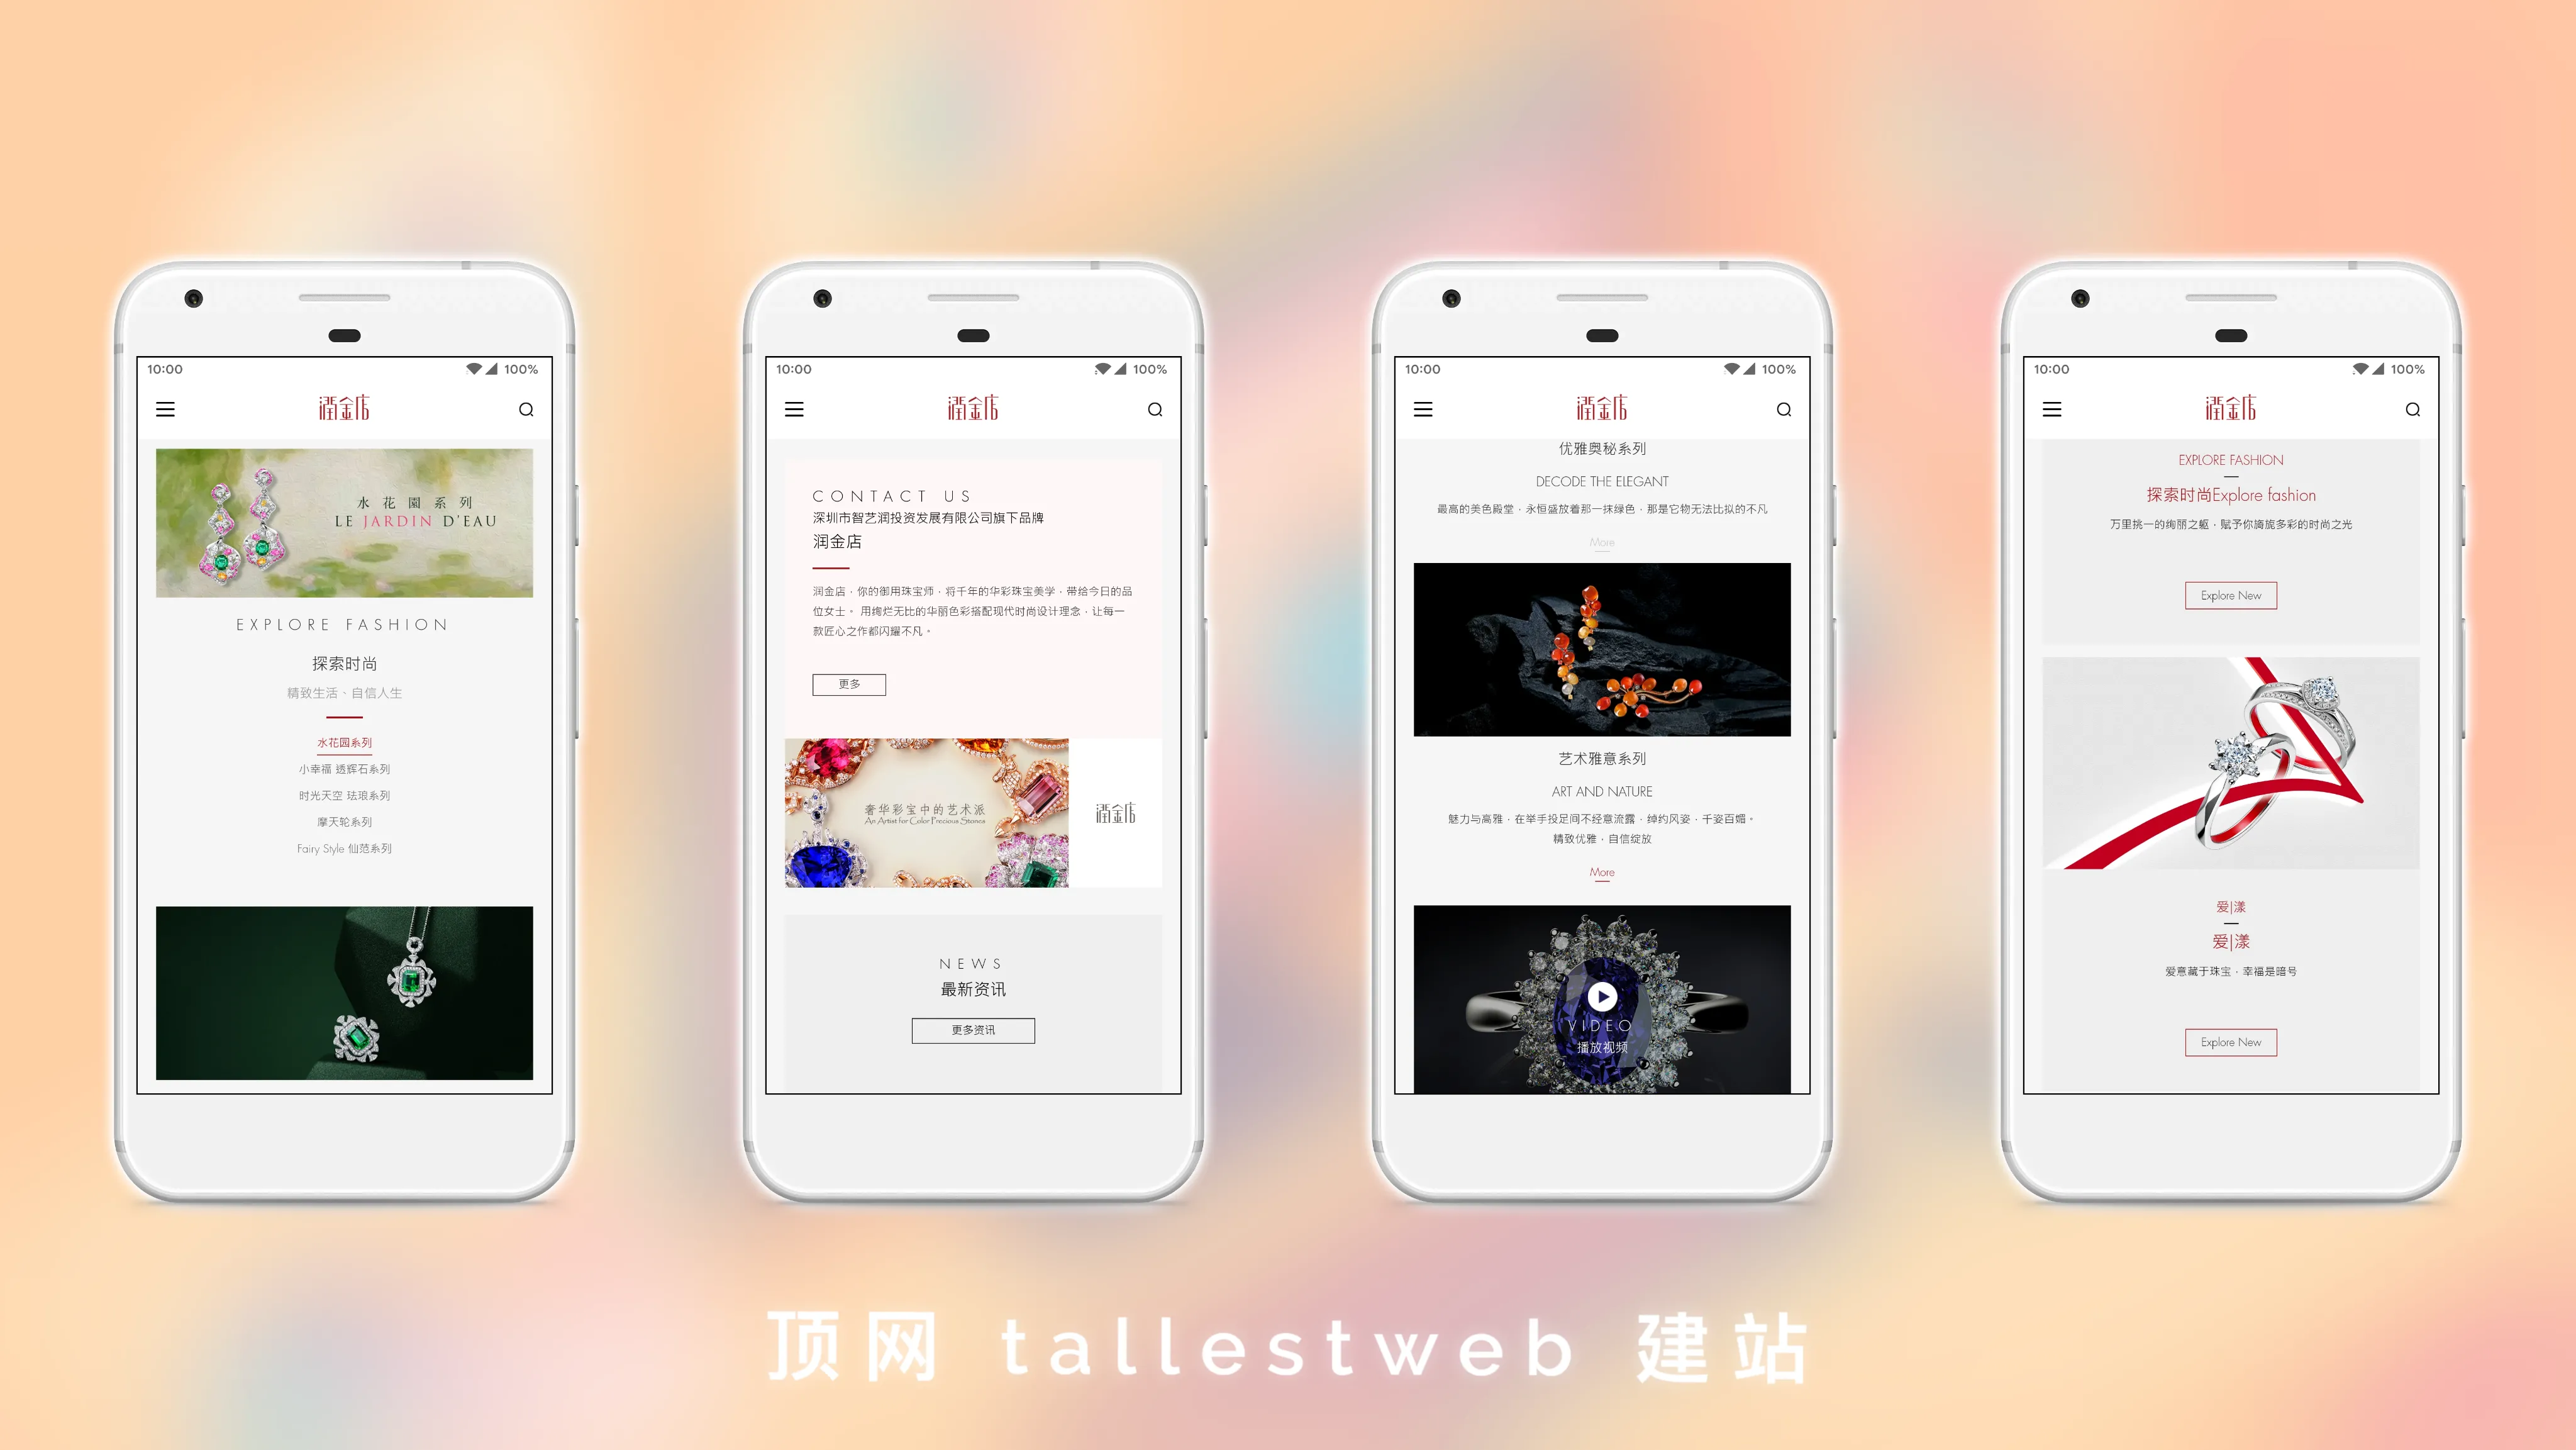 10:00 100%
润金店
水花園系列
LE JARDIN D'EAU
EXPLORE FASHION
探索时尚
精致生活、自信人生
水花园系列
小幸福 透辉石系列
时光天空 珐琅系列
摩天轮系列
Fairy Style 仙范系列
10:00 100%
润金店
CONTACT US
深圳市智艺润投资发展有限公司旗下品牌
润金店
润金店，你的御用珠宝师，将千年的华彩珠宝美学，带给今日的品
位女士。 用绚烂无比的华丽色彩搭配现代时尚设计理念，让每一
款匠心之作都闪耀不凡。
更多
奢华彩宝中的艺术派
An Artist for Color Precious Stones
润金店
NEWS
最新资讯
更多资讯
10:00 100%
润金店
优雅奥秘系列
DECODE THE ELEGANT
最高的美色殿堂，永恒盛放着那一抹绿色，那是它物无法比拟的不凡
More
艺术雅意系列
ART AND NATURE
魅力与高雅，在举手投足间不经意流露，绰约风姿，千姿百媚。
精致优雅，自信绽放
More
VIDEO
播放视频
10:00 100%
润金店
EXPLORE FASHION
探索时尚Explore fashion
万里挑一的绚丽之躯，赋予你旖旎多彩的时尚之光
Explore New
爱|漾
爱|漾
爱意藏于珠宝，幸福是暗号
Explore New
顶网 tallestweb 建站